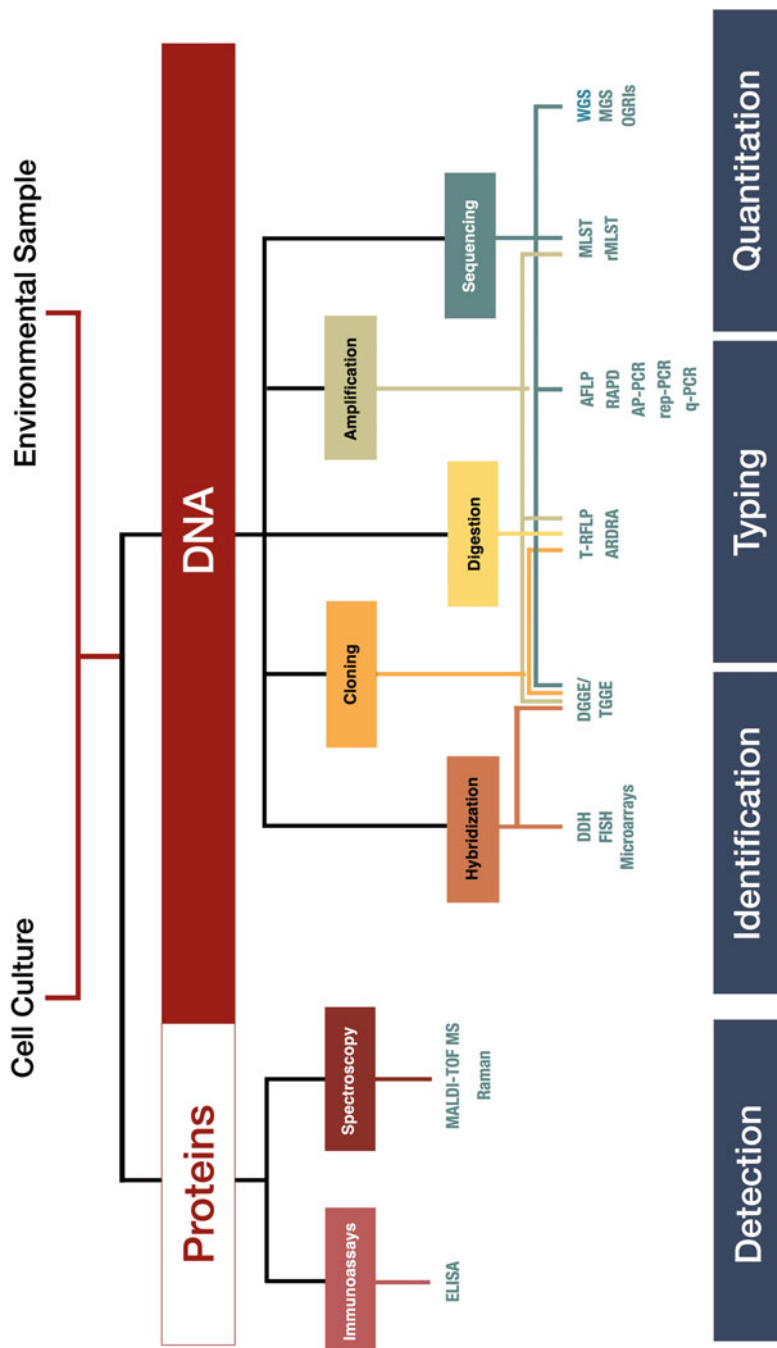 Cell Culture
Environmental Sample
Proteins
DNA
Immunoassays
Spectroscopy
Cloning
Amplification
Hybridization
Digestion
Sequencing
ELISA
MALDI-TOF MS
Raman
DDH
FISH
Microarrays
DGGE/
TGGE
T-RFLP
ARDRA
AFLP
RAPD
AP-PCR
rep-PCR
q-PCR
MLST
rMLST
WGS
MGS
OGRIs
Detection
Identification
Typing
Quantitation